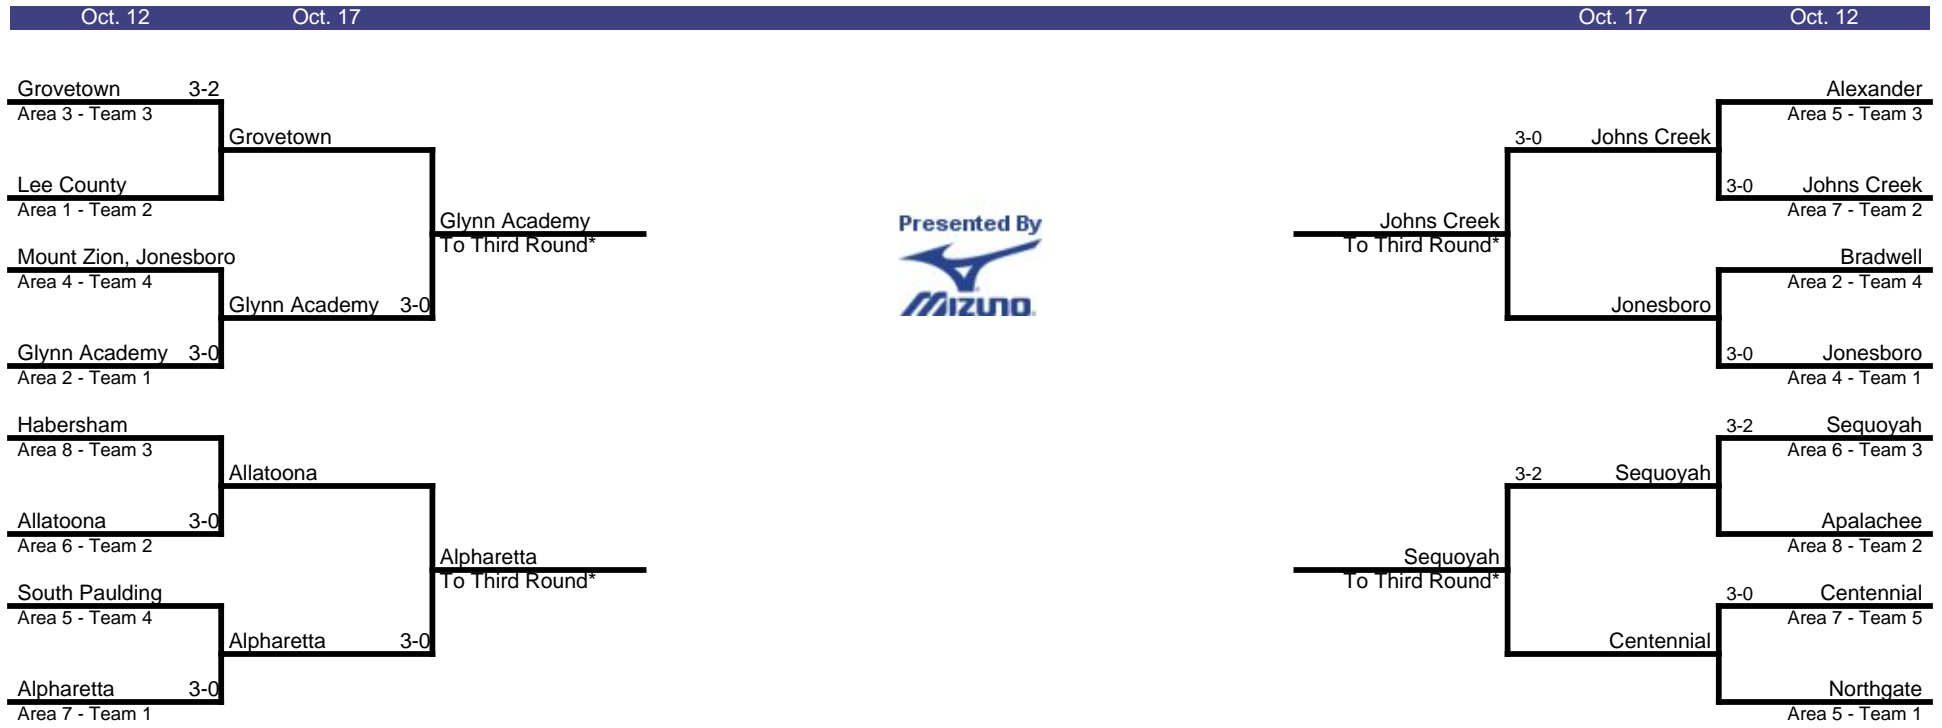 Oct. 12 Oct. 17 Oct. 17 Oct. 12
Grovetown 3-2
Area 3 - Team 3
Grovetown
Lee County
Area 1 - Team 2
Glynn Academy
To Third Round*
Mount Zion, Jonesboro
Area 4 - Team 4
Glynn Academy 3-0
Glynn Academy 3-0
Area 2 - Team 1
Habersham
Area 8 - Team 3
Allatoona
Allatoona 3-0
Area 6 - Team 2
Alpharetta
To Third Round*
South Paulding
Area 5 - Team 4
Alpharetta 3-0
Alpharetta 3-0
Area 7 - Team 1
Presented By
MIZUNO
Alexander
Area 5 - Team 3
3-0 Johns Creek
3-0 Johns Creek
Area 7 - Team 2
Johns Creek
To Third Round*
Bradwell
Area 2 - Team 4
Jonesboro
3-0 Jonesboro
Area 4 - Team 1
3-2 Sequoyah
Area 6 - Team 3
3-2 Sequoyah
Apalachee
Area 8 - Team 2
Sequoyah
To Third Round*
3-0 Centennial
Area 7 - Team 5
Centennial
Northgate
Area 5 - Team 1